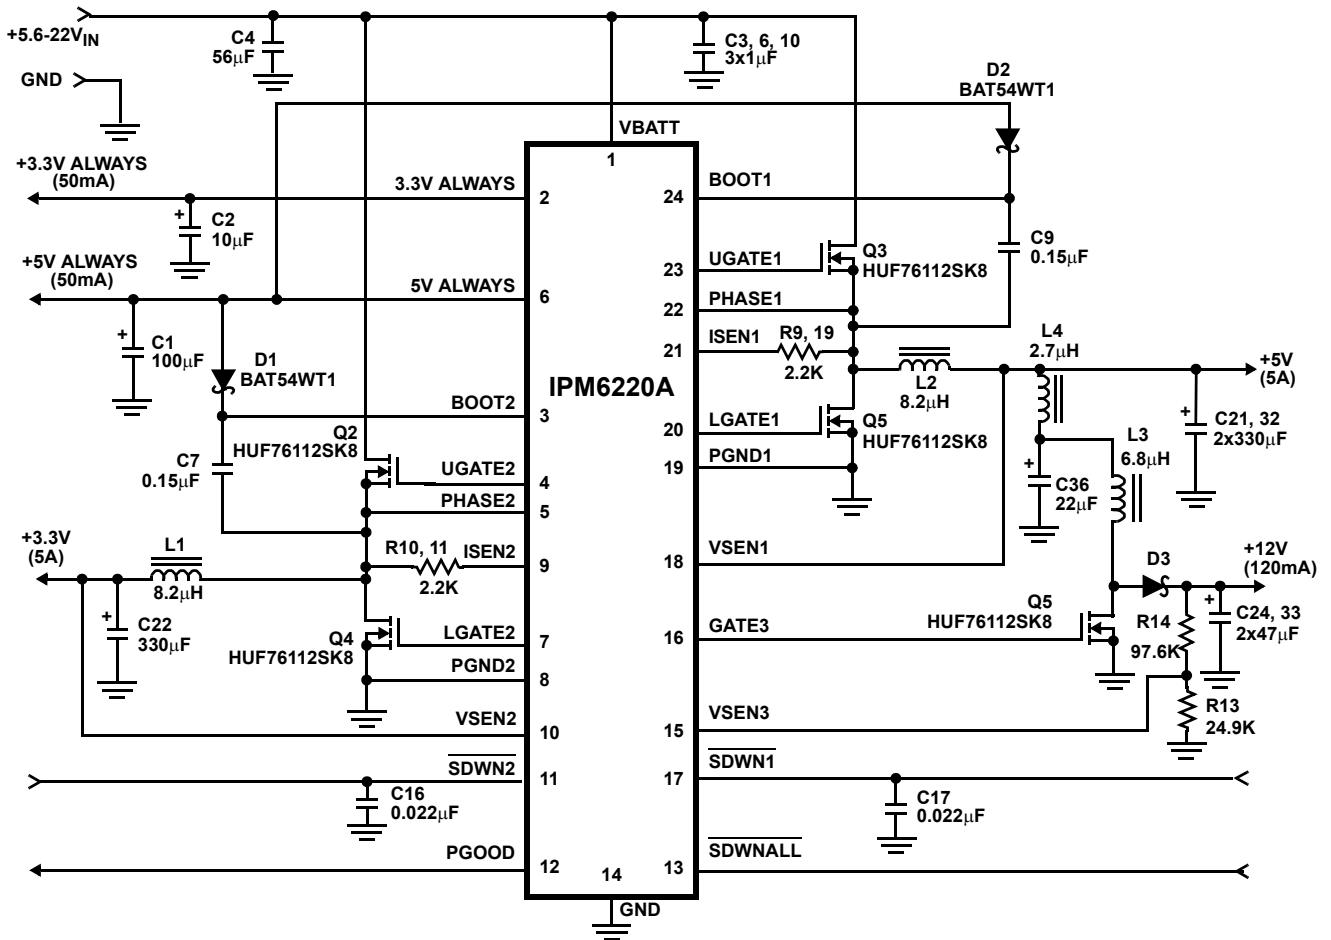 +5.6-22VIN
C4
56μF
C3, 6, 10
3x1μF
GND
D2
BAT54WT1
VBATT
1
+3.3V ALWAYS
(50mA)
3.3V ALWAYS
2
24
BOOT1
C2
10μF
+
C9
0.15μF
+5V ALWAYS
(50mA)
5V ALWAYS
6
23
UGATE1
Q3
HUF76112SK8
22
PHASE1
+
C1
100μF
21
ISEN1
R9, 19
2.2K
L4
2.7μH
+5V
(5A)
D1
BAT54WT1
IPM6220A
L2
8.2μH
BOOT2
3
20
LGATE1
Q5
HUF76112SK8
+
C21, 32
2x330μF
Q2
HUF76112SK8
19
PGND1
L3
6.8μH
C7
0.15μF
UGATE2
4
+
C36
22μF
PHASE2
5
+3.3V
(5A)
L1
8.2μH
R10, 11
2.2K
ISEN2
9
18
VSEN1
+12V
(120mA)
D3
+
C22
330μF
Q4
HUF76112SK8
LGATE2
7
16
GATE3
Q5
HUF76112SK8
R14
97.6K
+
C24, 33
2x47μF
PGND2
8
VSEN2
10
15
VSEN3
R13
24.9K
SDWN2
11
17
SDWN1
C16
0.022μF
C17
0.022μF
PGOOD
12
13
SDWNALL
14
GND